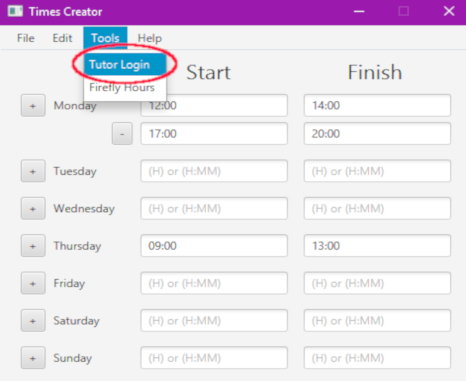 Times Creator
File Edit Tools Help
Tutor Login
Firefly Hours
Start Finish
+ Monday 12:00 14:00
- 17:00 20:00
+ Tuesday (H) or (H:MM) (H) or (H:MM)
+ Wednesday (H) or (H:MM) (H) or (H:MM)
+ Thursday 09:00 13:00
+ Friday (H) or (H:MM) (H) or (H:MM)
+ Saturday (H) or (H:MM) (H) or (H:MM)
+ Sunday (H) or (H:MM) (H) or (H:MM)